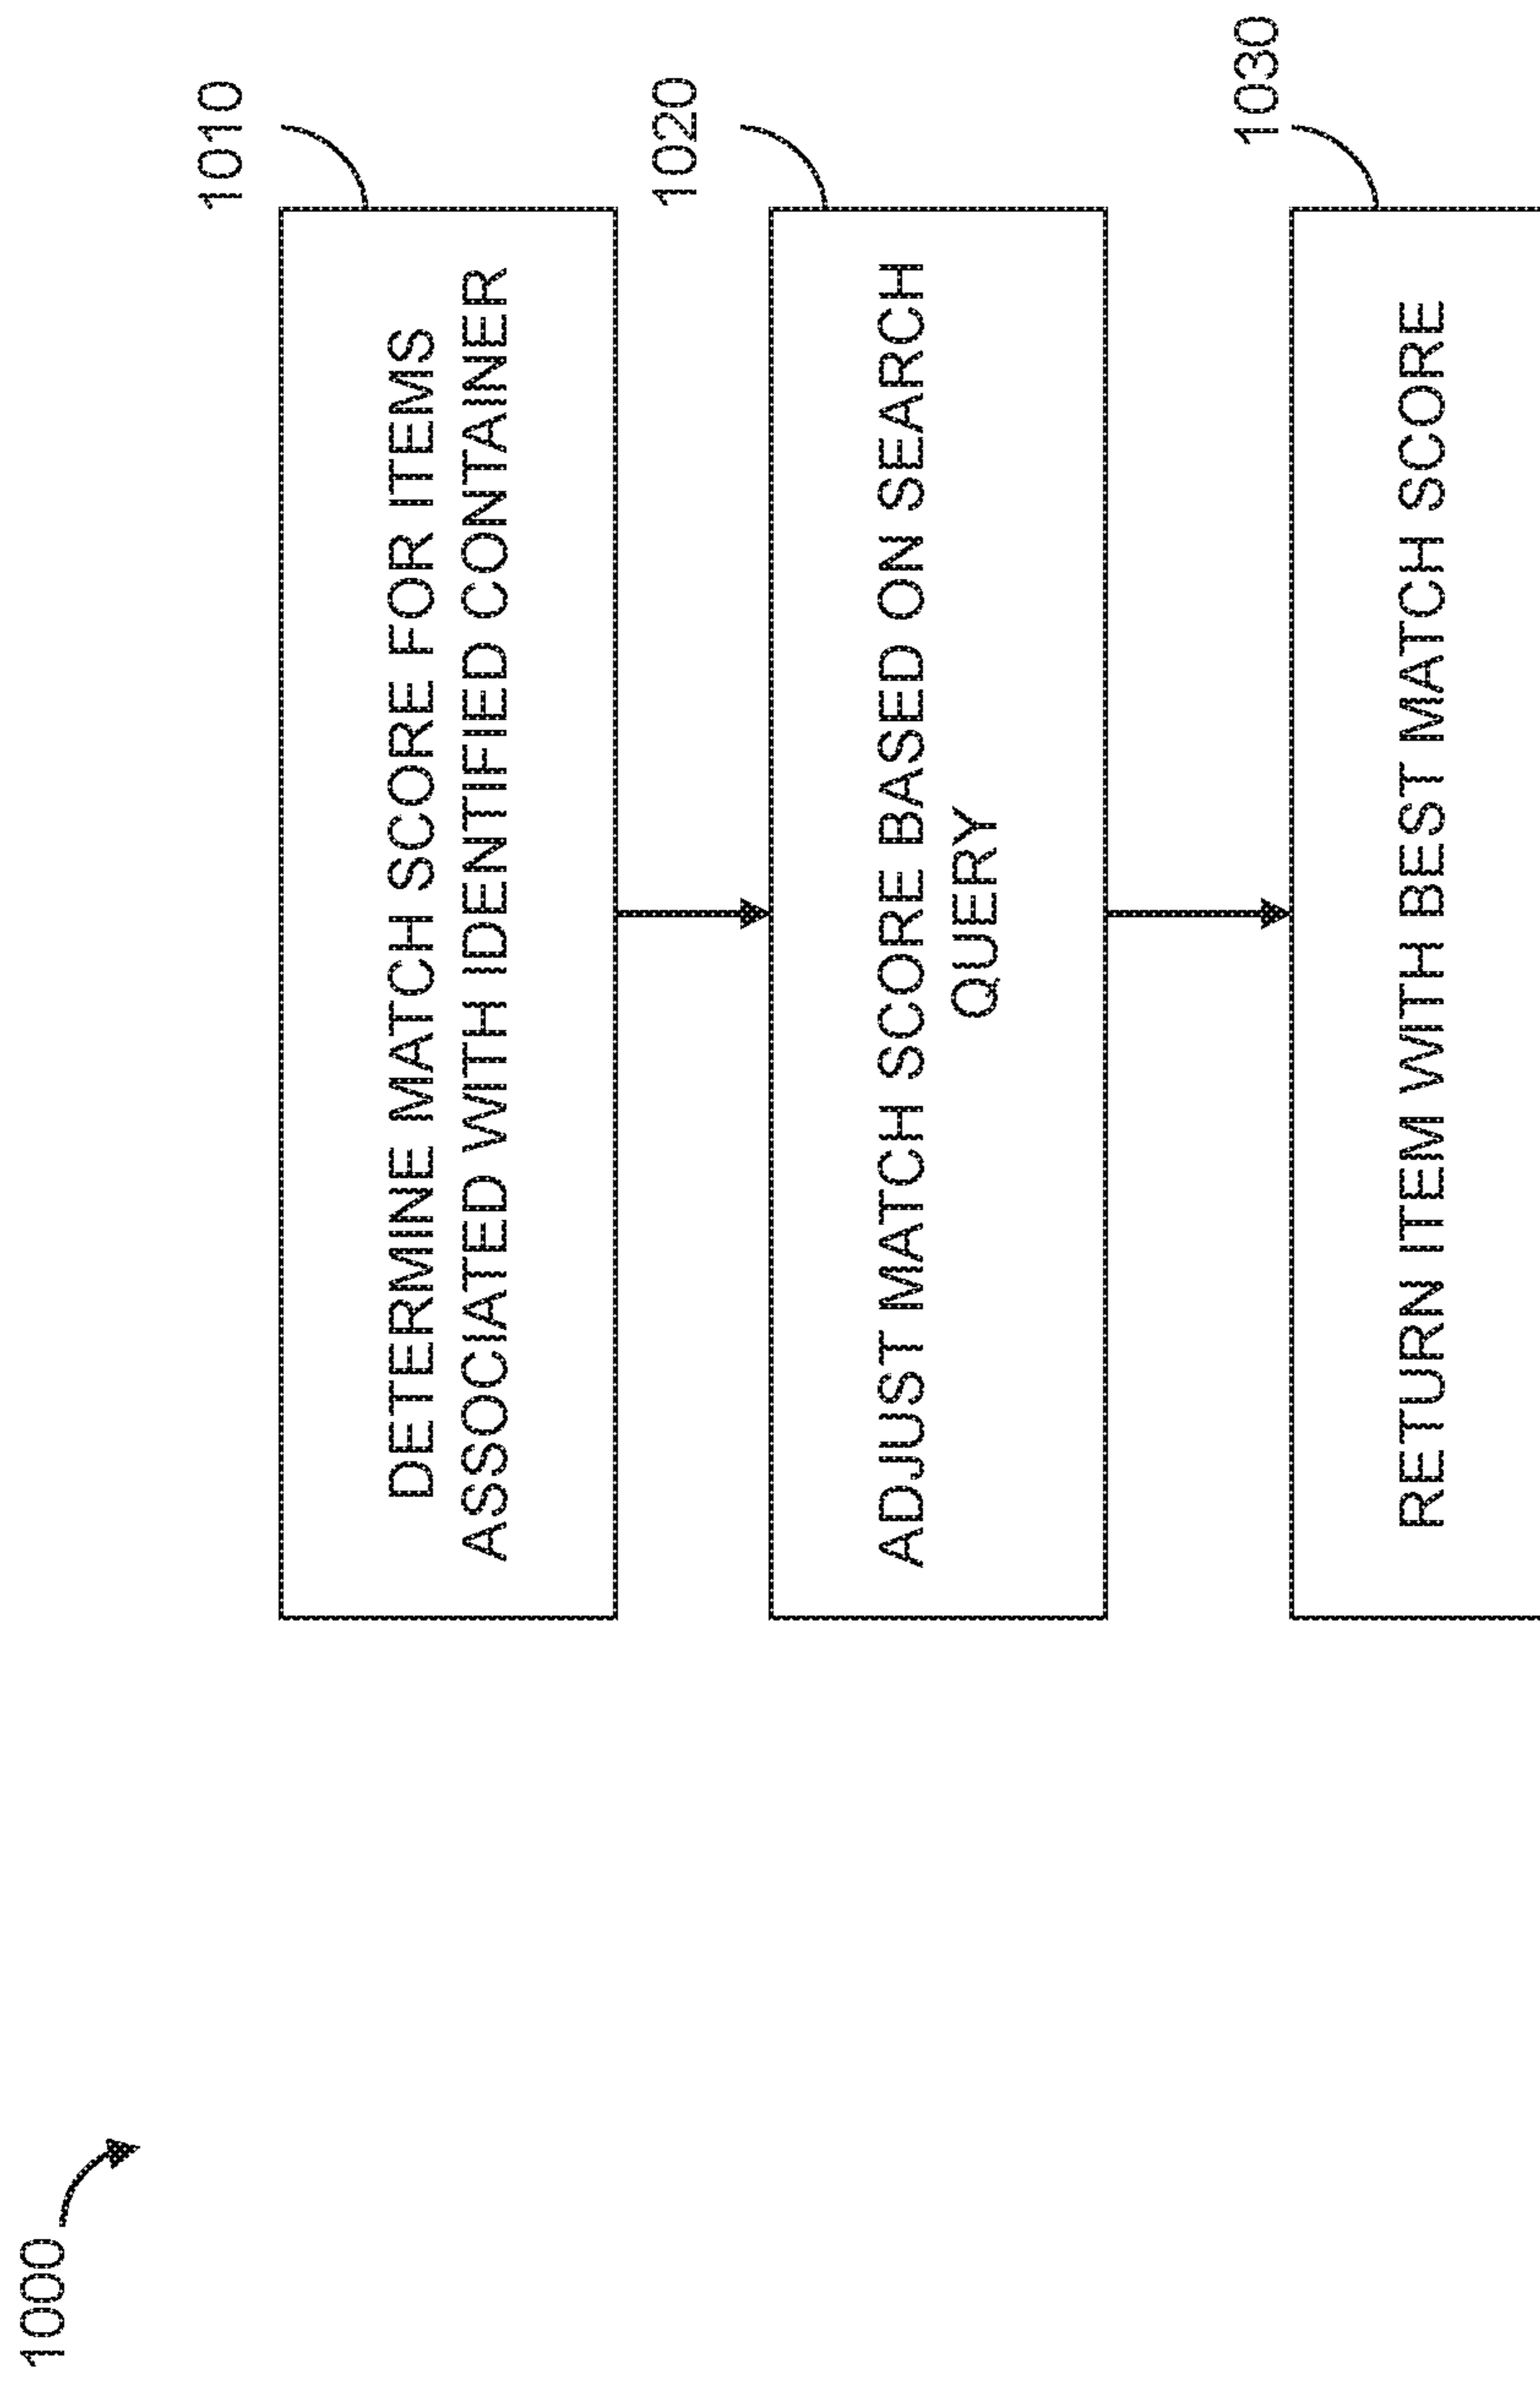 1000
1010
DETERMINE MATCH SCORE FOR ITEMS
ASSOCIATED WITH IDENTIFIED CONTAINER
1020
ADJUST MATCH SCORE BASED ON SEARCH
QUERY
1030
RETURN ITEM WITH BEST MATCH SCORE